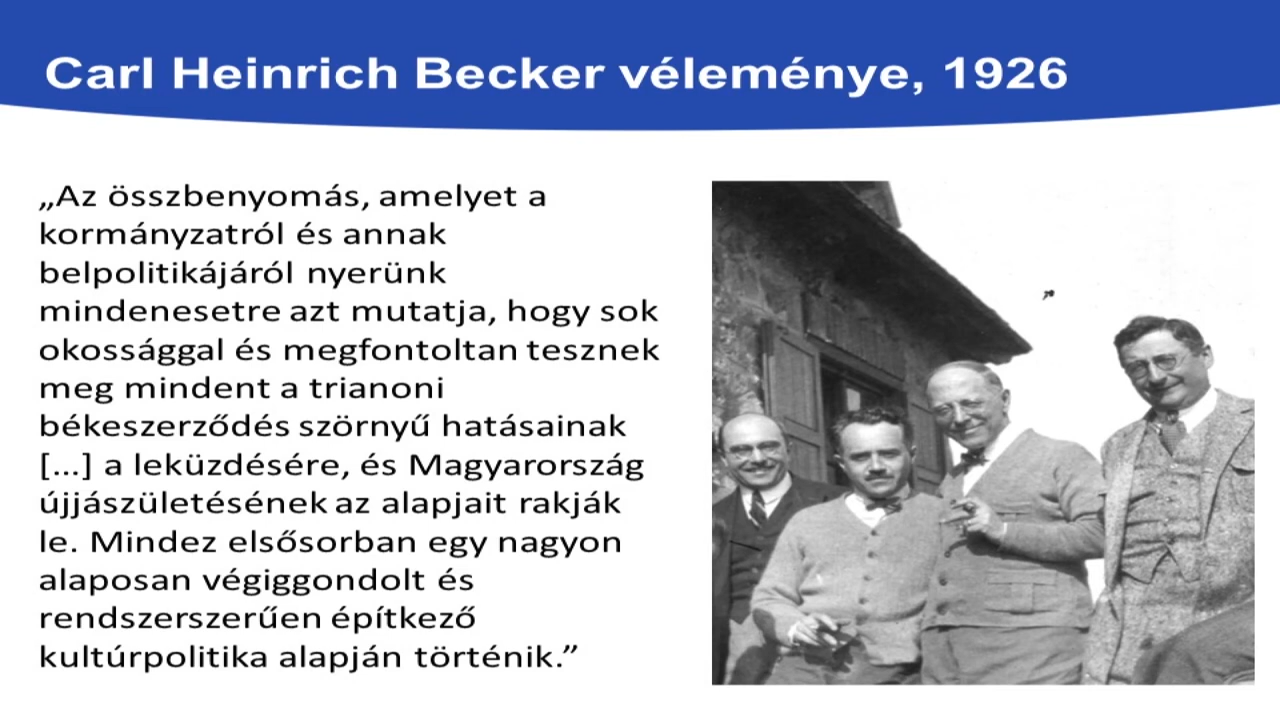 Carl Heinrich Becker véleménye, 1926
„Az összbenyomás, amelyet a
kormányzatról és annak
belpolitikájáról nyerünk
mindenesetre azt mutatja, hogy sok
okossággal és megfontoltan tesznek
meg mindent a trianoni
békeszerződés szörnyű hatásainak
[...] a leküzdésére, és Magyarország
újjászületésének az alapjait rakják
le. Mindez elsősorban egy nagyon
alaposan végiggondolt és
rendszerszerűen építkező
kultúrpolitika alapján történik.”